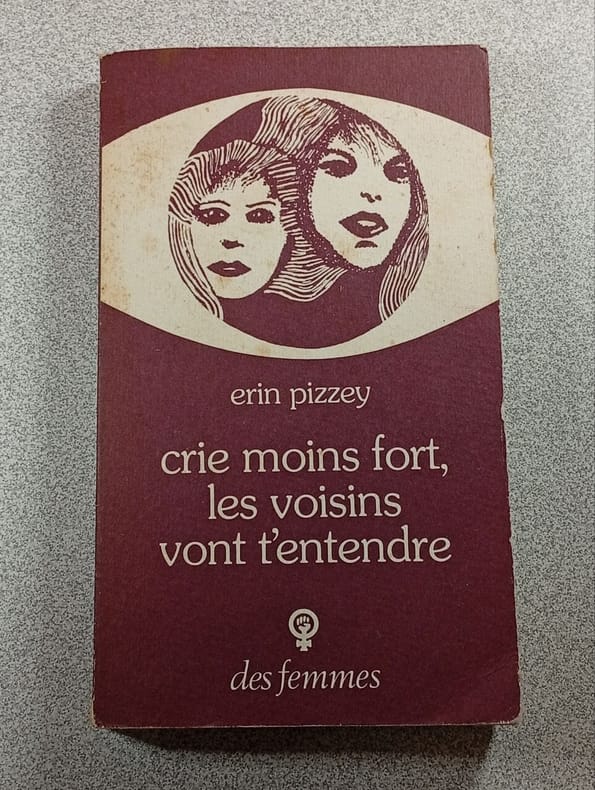 erin pizzey
crie moins fort,
les voisins
vont t'entendre
des femmes